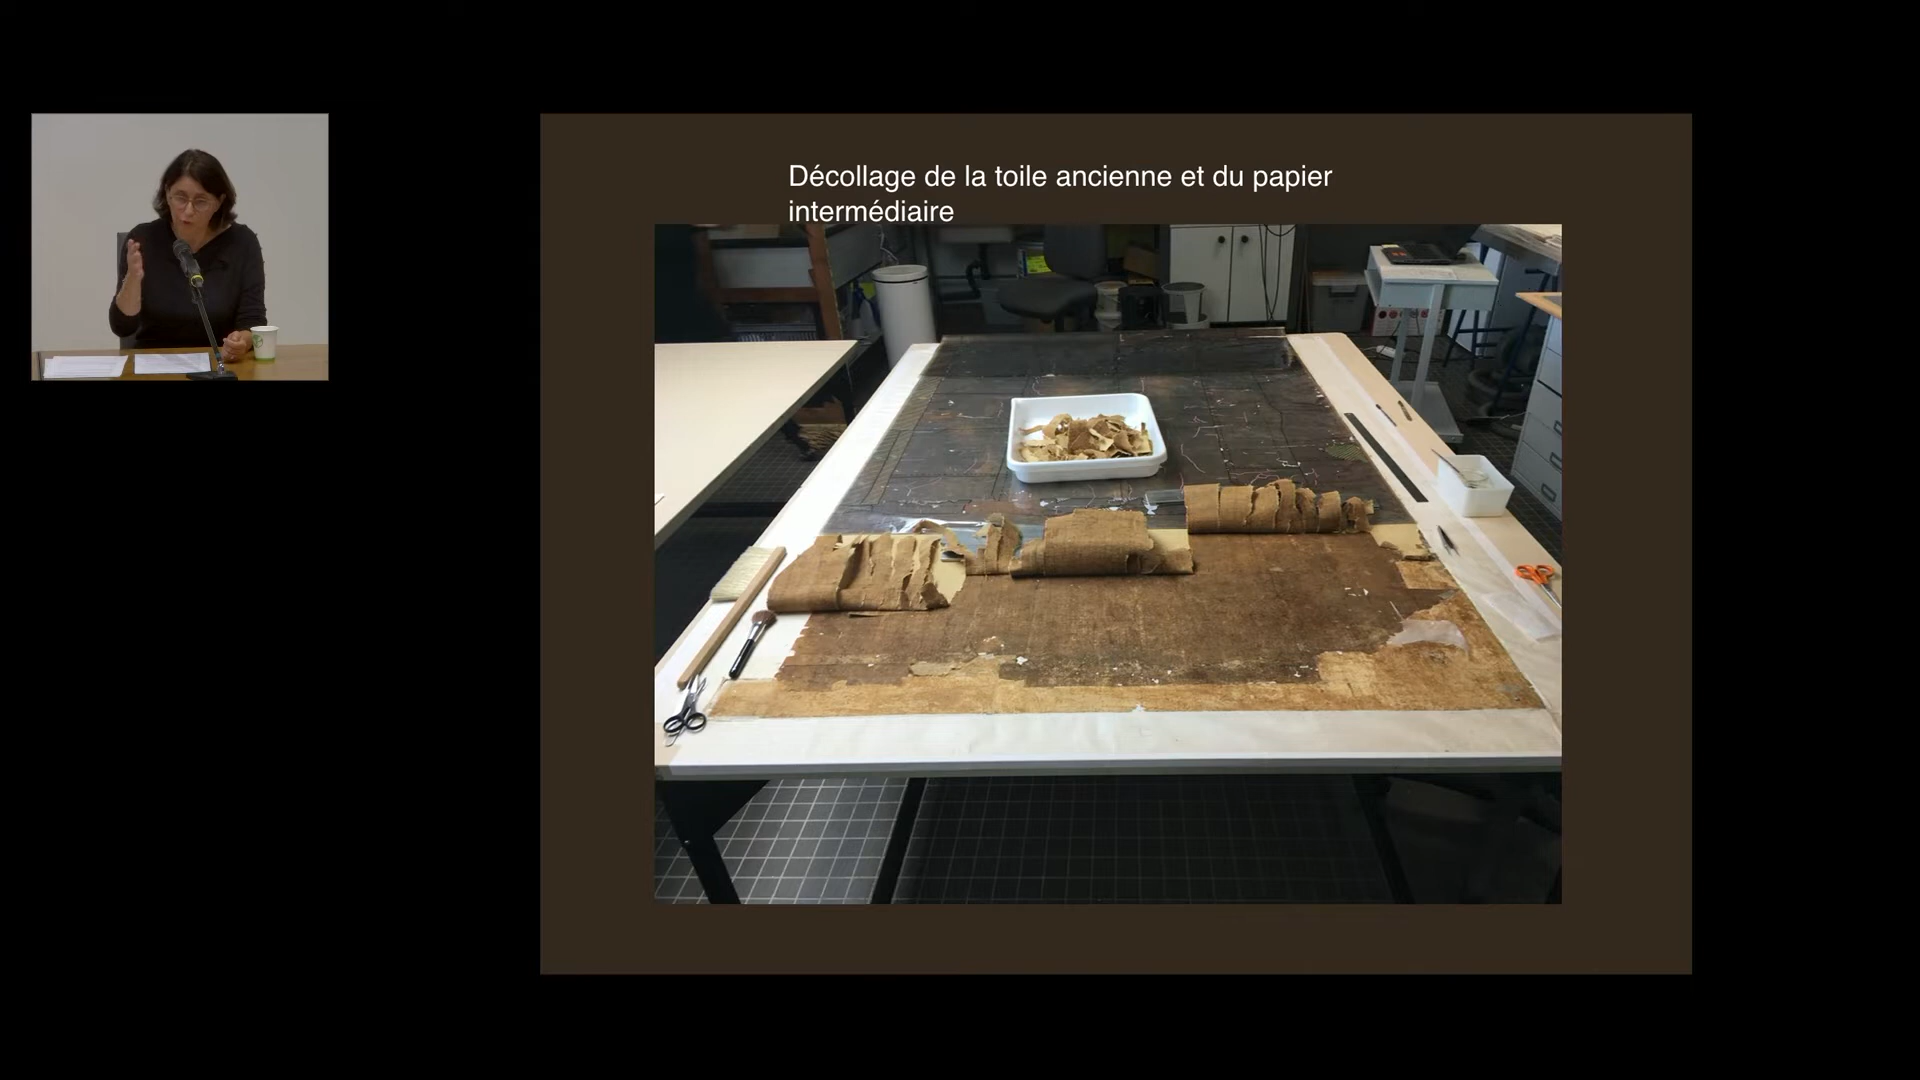 Décollage de la toile ancienne et du papier
intermédiaire